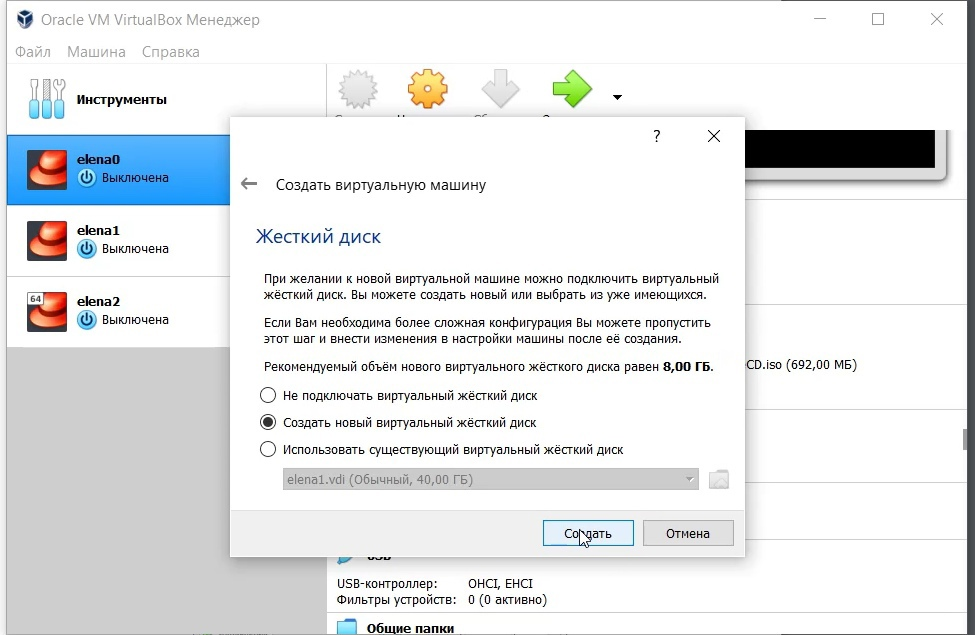 Oracle VM VirtualBox Менеджер
Файл Машина Справка
Инструменты
elena0
Выключена
elena1
Выключена
64
elena2
Выключена
?
Создать виртуальную машину
Жесткий диск
При желании к новой виртуальной машине можно подключить виртуальный
жёсткий диск. Вы можете создать новый или выбрать из уже имеющихся.
Если Вам необходима более сложная конфигурация Вы можете пропустить
этот шаг и внести изменения в настройки машины после её создания.
Рекомендуемый объём нового виртуального жёсткого диска равен 8,00 ГБ.
Не подключать виртуальный жёсткий диск
Создать новый виртуальный жёсткий диск
Использовать существующий виртуальный жёсткий диск
elena1.vdi (Обычный, 40,00 ГБ)
Создать Отмена
CD.iso (692,00 МБ)
USB
USB-контроллер: OHCI, EHCI
Фильтры устройств: 0 (0 активно)
Общие папки